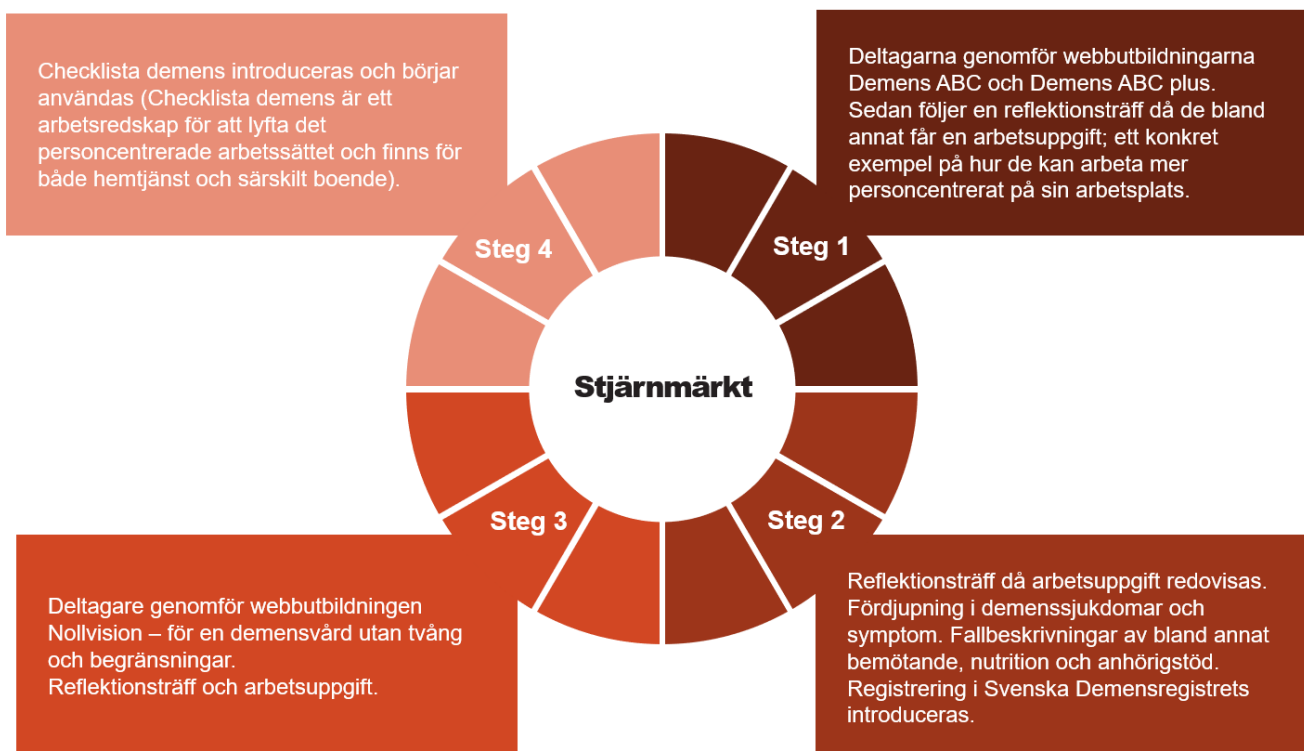 Checklista demens introduceras och börjar
användas (Checklista demens är ett
arbetsredskap för att lyfta det
personcentrerade arbetssättet och finns för
både hemtjänst och särskilt boende).
Deltagarna genomför webbutbildningarna
Demens ABC och Demens ABC plus.
Sedan följer en reflektionsträff då de bland
annat får en arbetsuppgift; ett konkret
exempel på hur de kan arbeta mer
personcentrerat på sin arbetsplats.
Steg 4
Steg 1
Stjärnmärkt
Steg 3
Steg 2
Deltagare genomför webbutbildningen
Nollvision – för en demensvård utan tvång
och begränsningar.
Reflektionsträff och arbetsuppgift.
Reflektionsträff då arbetsuppgift redovisas.
Fördjupning i demenssjukdomar och
symptom. Fallbeskrivningar av bland annat
bemötande, nutrition och anhörigstöd.
Registrering i Svenska Demensregistrets
introduceras.